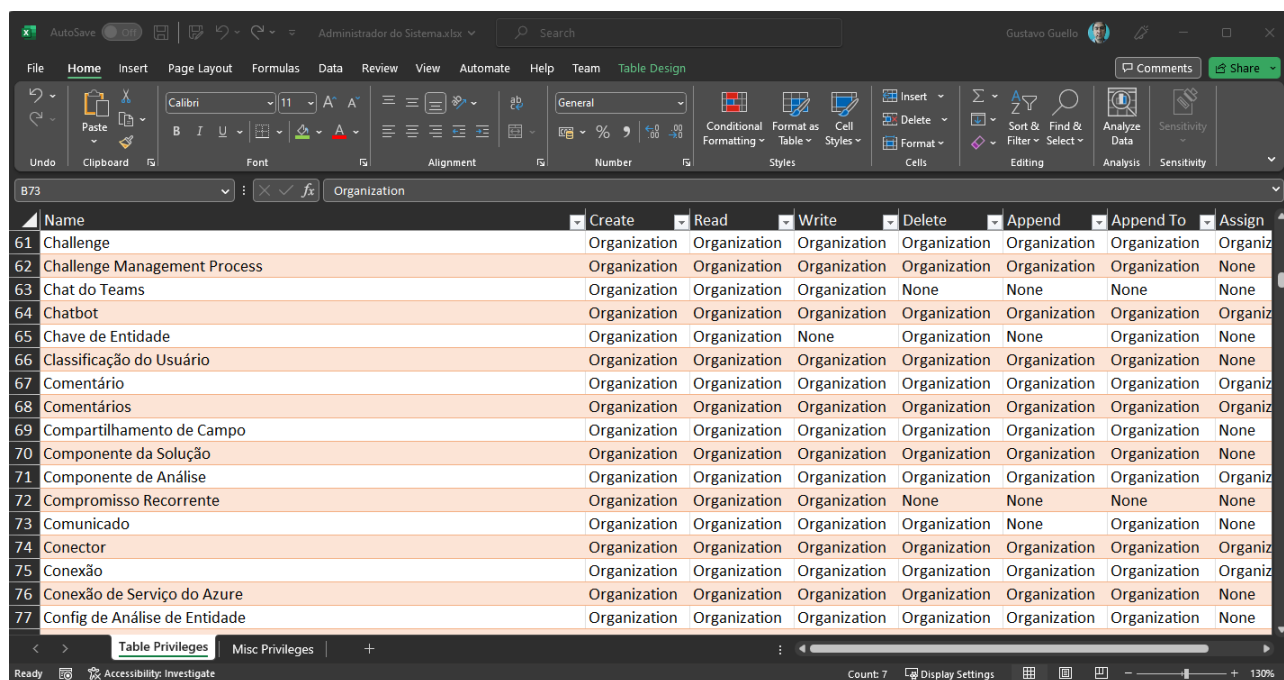 AutoSave Off Administrador do Sistema.xlsx Search Gustavo Guello
File Home Insert Page Layout Formulas Data Review View Automate Help Team Table Design Comments Share
Calibri 11 A A ab General Insert Σ A Z
Paste B I U A % 9 Conditional Formatting Format as Table Cell Styles Delete Sort & Filter Find & Select Analyze Data Sensitivity
Format
Undo Clipboard Font Alignment Number Styles Cells Editing Analysis Sensitivity
B73 fx Organization
Name Create Read Write Delete Append Append To Assign
61 Challenge Organization Organization Organization Organization Organization Organization Organiz
62 Challenge Management Process Organization Organization Organization Organization Organization Organization None
63 Chat do Teams Organization Organization Organization None None None None
64 Chatbot Organization Organization Organization Organization Organization Organization Organiz
65 Chave de Entidade Organization Organization None Organization None Organization None
66 Classificação do Usuário Organization Organization Organization Organization Organization Organization None
67 Comentário Organization Organization Organization Organization Organization Organization Organiz
68 Comentários Organization Organization Organization Organization Organization Organization Organiz
69 Compartilhamento de Campo Organization Organization Organization Organization Organization Organization None
70 Componente da Solução Organization Organization Organization Organization Organization Organization None
71 Componente de Análise Organization Organization Organization Organization Organization Organization Organiz
72 Compromisso Recorrente Organization Organization Organization None None None None
73 Comunicado Organization Organization Organization Organization None Organization None
74 Conector Organization Organization Organization Organization Organization Organization Organiz
75 Conexão Organization Organization Organization Organization Organization Organization Organiz
76 Conexão de Serviço do Azure Organization Organization Organization Organization Organization Organization None
77 Config de Análise de Entidade Organization Organization Organization Organization Organization Organization None
Table Privileges Misc Privileges +
Ready Accessibility: Investigate Count: 7 Display Settings 130%